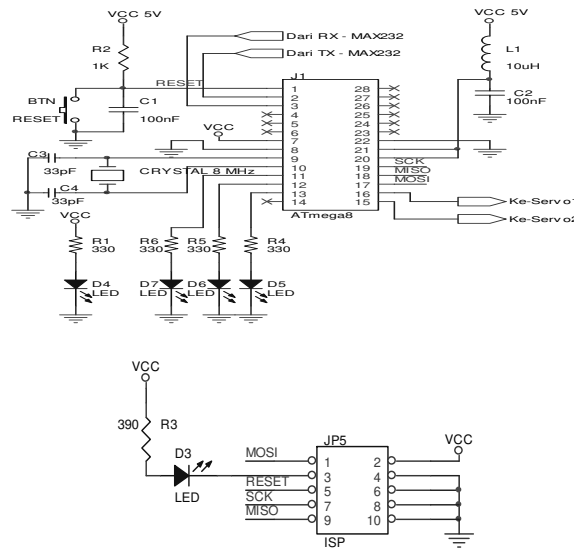 VCC 5V
VCC 5V
Dari RX - MAX232
Dari TX - MAX232
R2
1K
L1
10uH
J1
RESET
BTN
RESET
C1
100nF
C2
100nF
VCC
1
2
3
4
5
6
7
8
9
10
11
12
13
14
28
27
26
25
24
23
22
21
20
19
18
17
16
15
SCK
MISO
MOSI
ATmega8
C3
33pF
CRYSTAL 8 MHz
C4
33pF
Ke-Servo1
Ke-Servo2
VCC
R1
330
R6
330
R5
330
R4
330
D4
LED
D7
LED
D6
LED
D5
LED
VCC
390 R3
D3
LED
JP5
VCC
MOSI
RESET
SCK
MISO
1 2
3 4
5 6
7 8
9 10
ISP